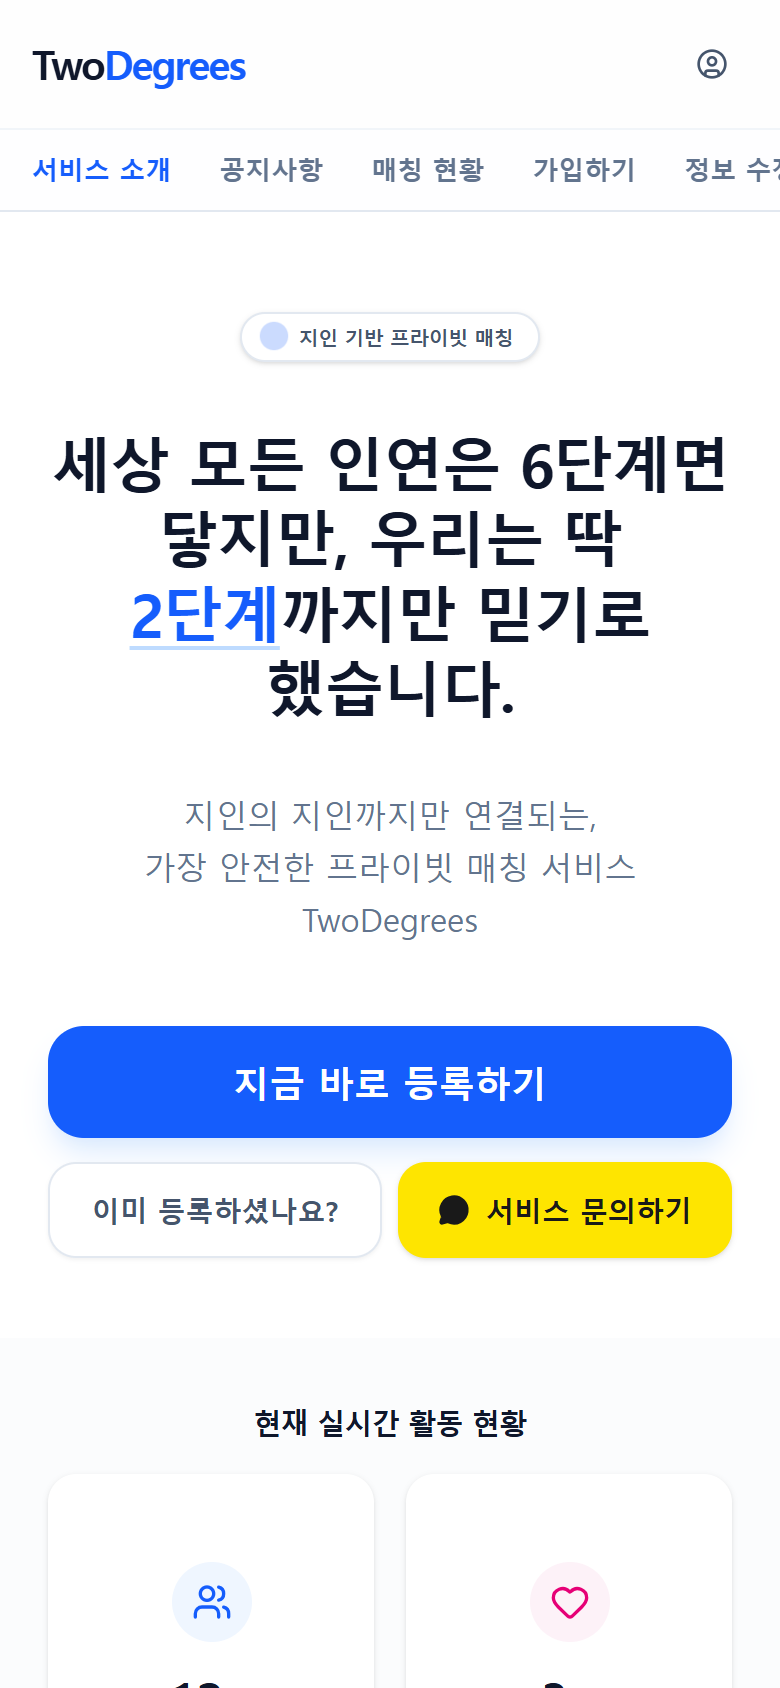 TwoDegrees
서비스 소개 공지사항 매칭 현황 가입하기 정보 수정
지인 기반 프라이빗 매칭
세상 모든 인연은 6단계면
닿지만, 우리는 딱
2단계까지만 믿기로
했습니다.
지인의 지인까지만 연결되는,
가장 안전한 프라이빗 매칭 서비스
TwoDegrees
지금 바로 등록하기
이미 등록하셨나요? 서비스 문의하기
현재 실시간 활동 현황